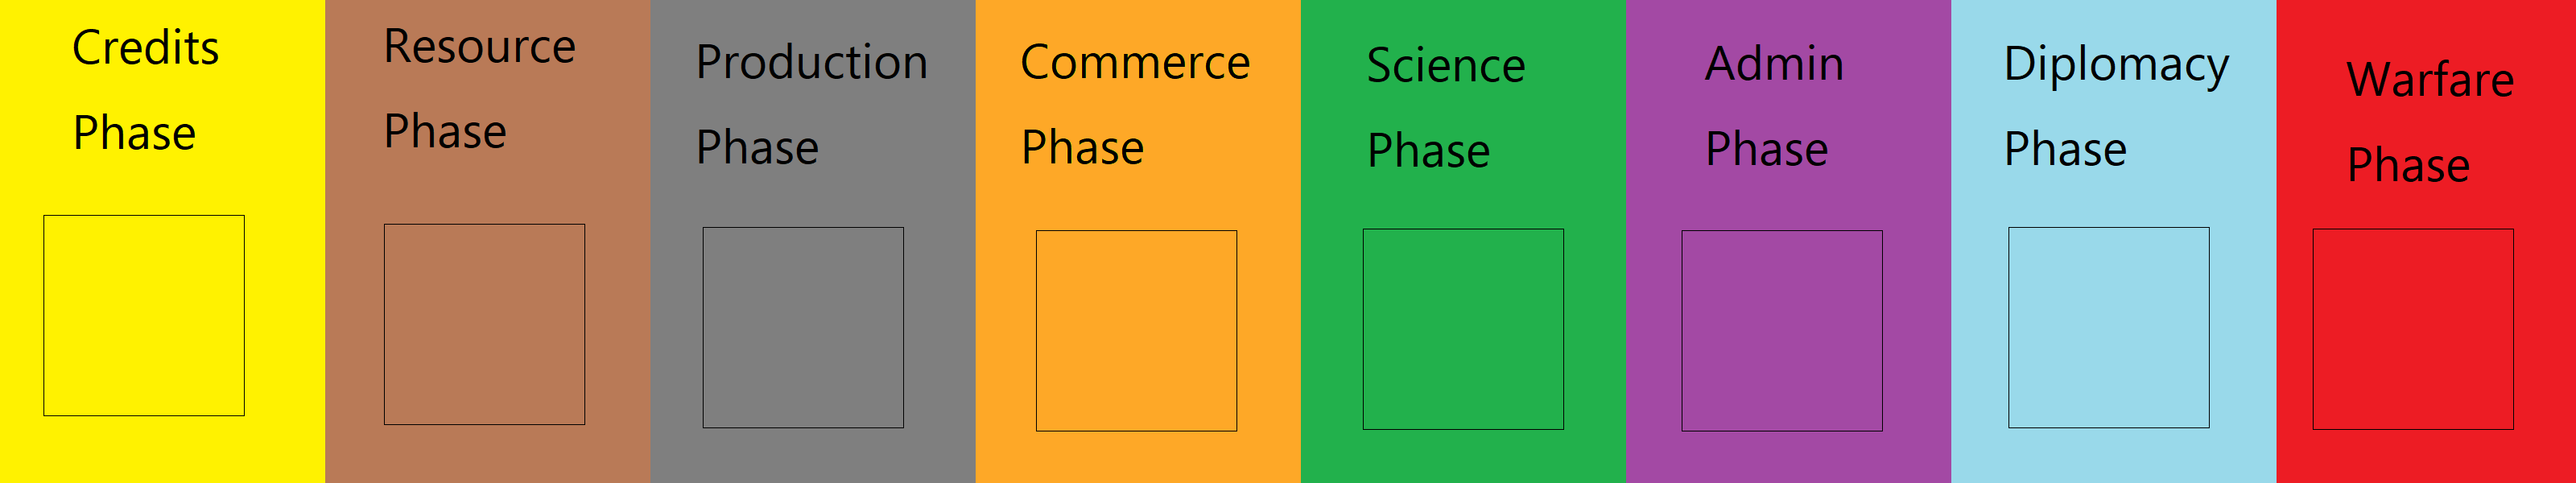 Credits
Phase
Resource
Phase
Production
Phase
Commerce
Phase
Science
Phase
Admin
Phase
Diplomacy
Phase
Warfare
Phase